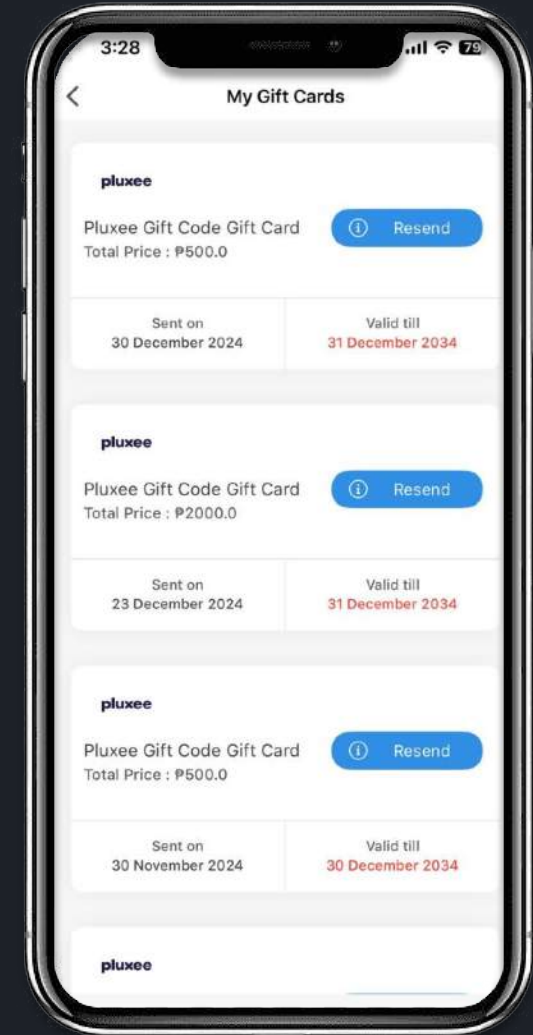 3:28
79
My Gift Cards
pluxee
Pluxee Gift Code Gift Card
Resend
Total Price : ₱500.0
Sent on
Valid till
30 December 2024
31 December 2034
pluxee
Pluxee Gift Code Gift Card
Resend
Total Price : ₱2000.0
Sent on
Valid till
23 December 2024
31 December 2034
pluxee
Pluxee Gift Code Gift Card
Resend
Total Price : ₱500.0
Sent on
Valid till
30 November 2024
30 December 2034
pluxee